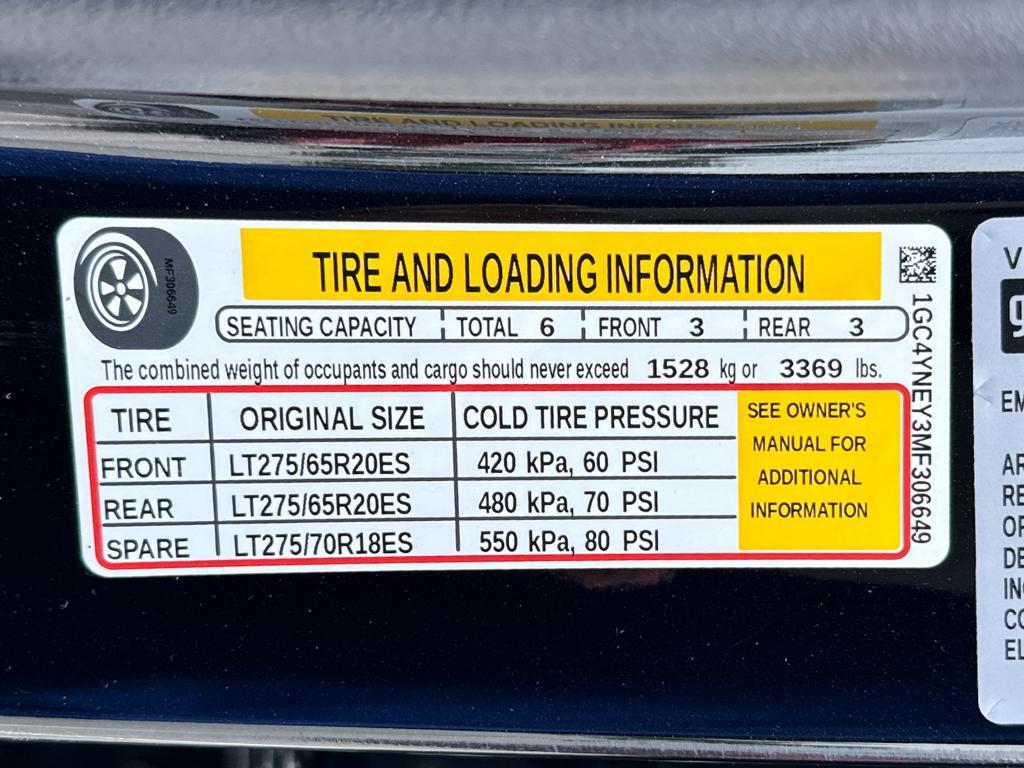 TIRE AND LOADING INFORMATION
MF306649
SEATING CAPACITY TOTAL 6 FRONT 3 REAR 3
The combined weight of occupants and cargo should never exceed 1528 kg or 3369 lbs.
TIRE ORIGINAL SIZE COLD TIRE PRESSURE
FRONT LT275/65R20ES 420 kPa, 60 PSI
REAR LT275/65R20ES 480 kPa, 70 PSI
SPARE LT275/70R18ES 550 kPa, 80 PSI
SEE OWNER'S
MANUAL FOR
ADDITIONAL
INFORMATION
1GC4YNEY3MF306649
V
g
EM
AR
RE
OF
DE
IN
CO
EL